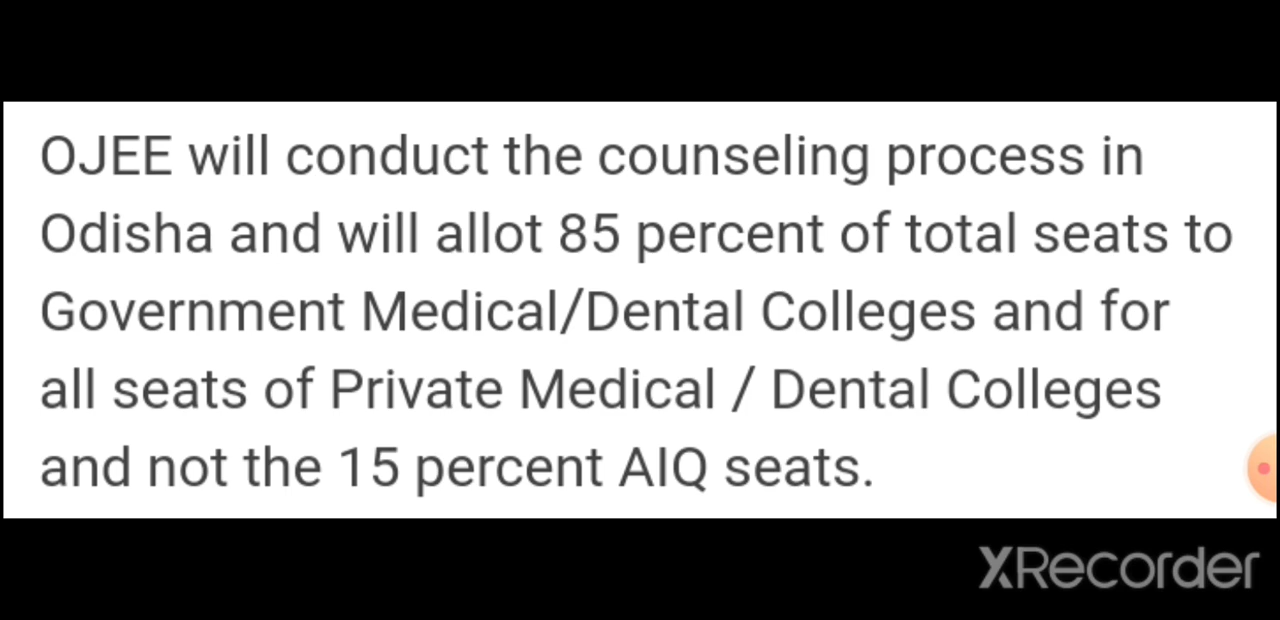 OJEE will conduct the counseling process in
Odisha and will allot 85 percent of total seats to
Government Medical/Dental Colleges and for
all seats of Private Medical / Dental Colleges
and not the 15 percent AIQ seats.
XRecorder